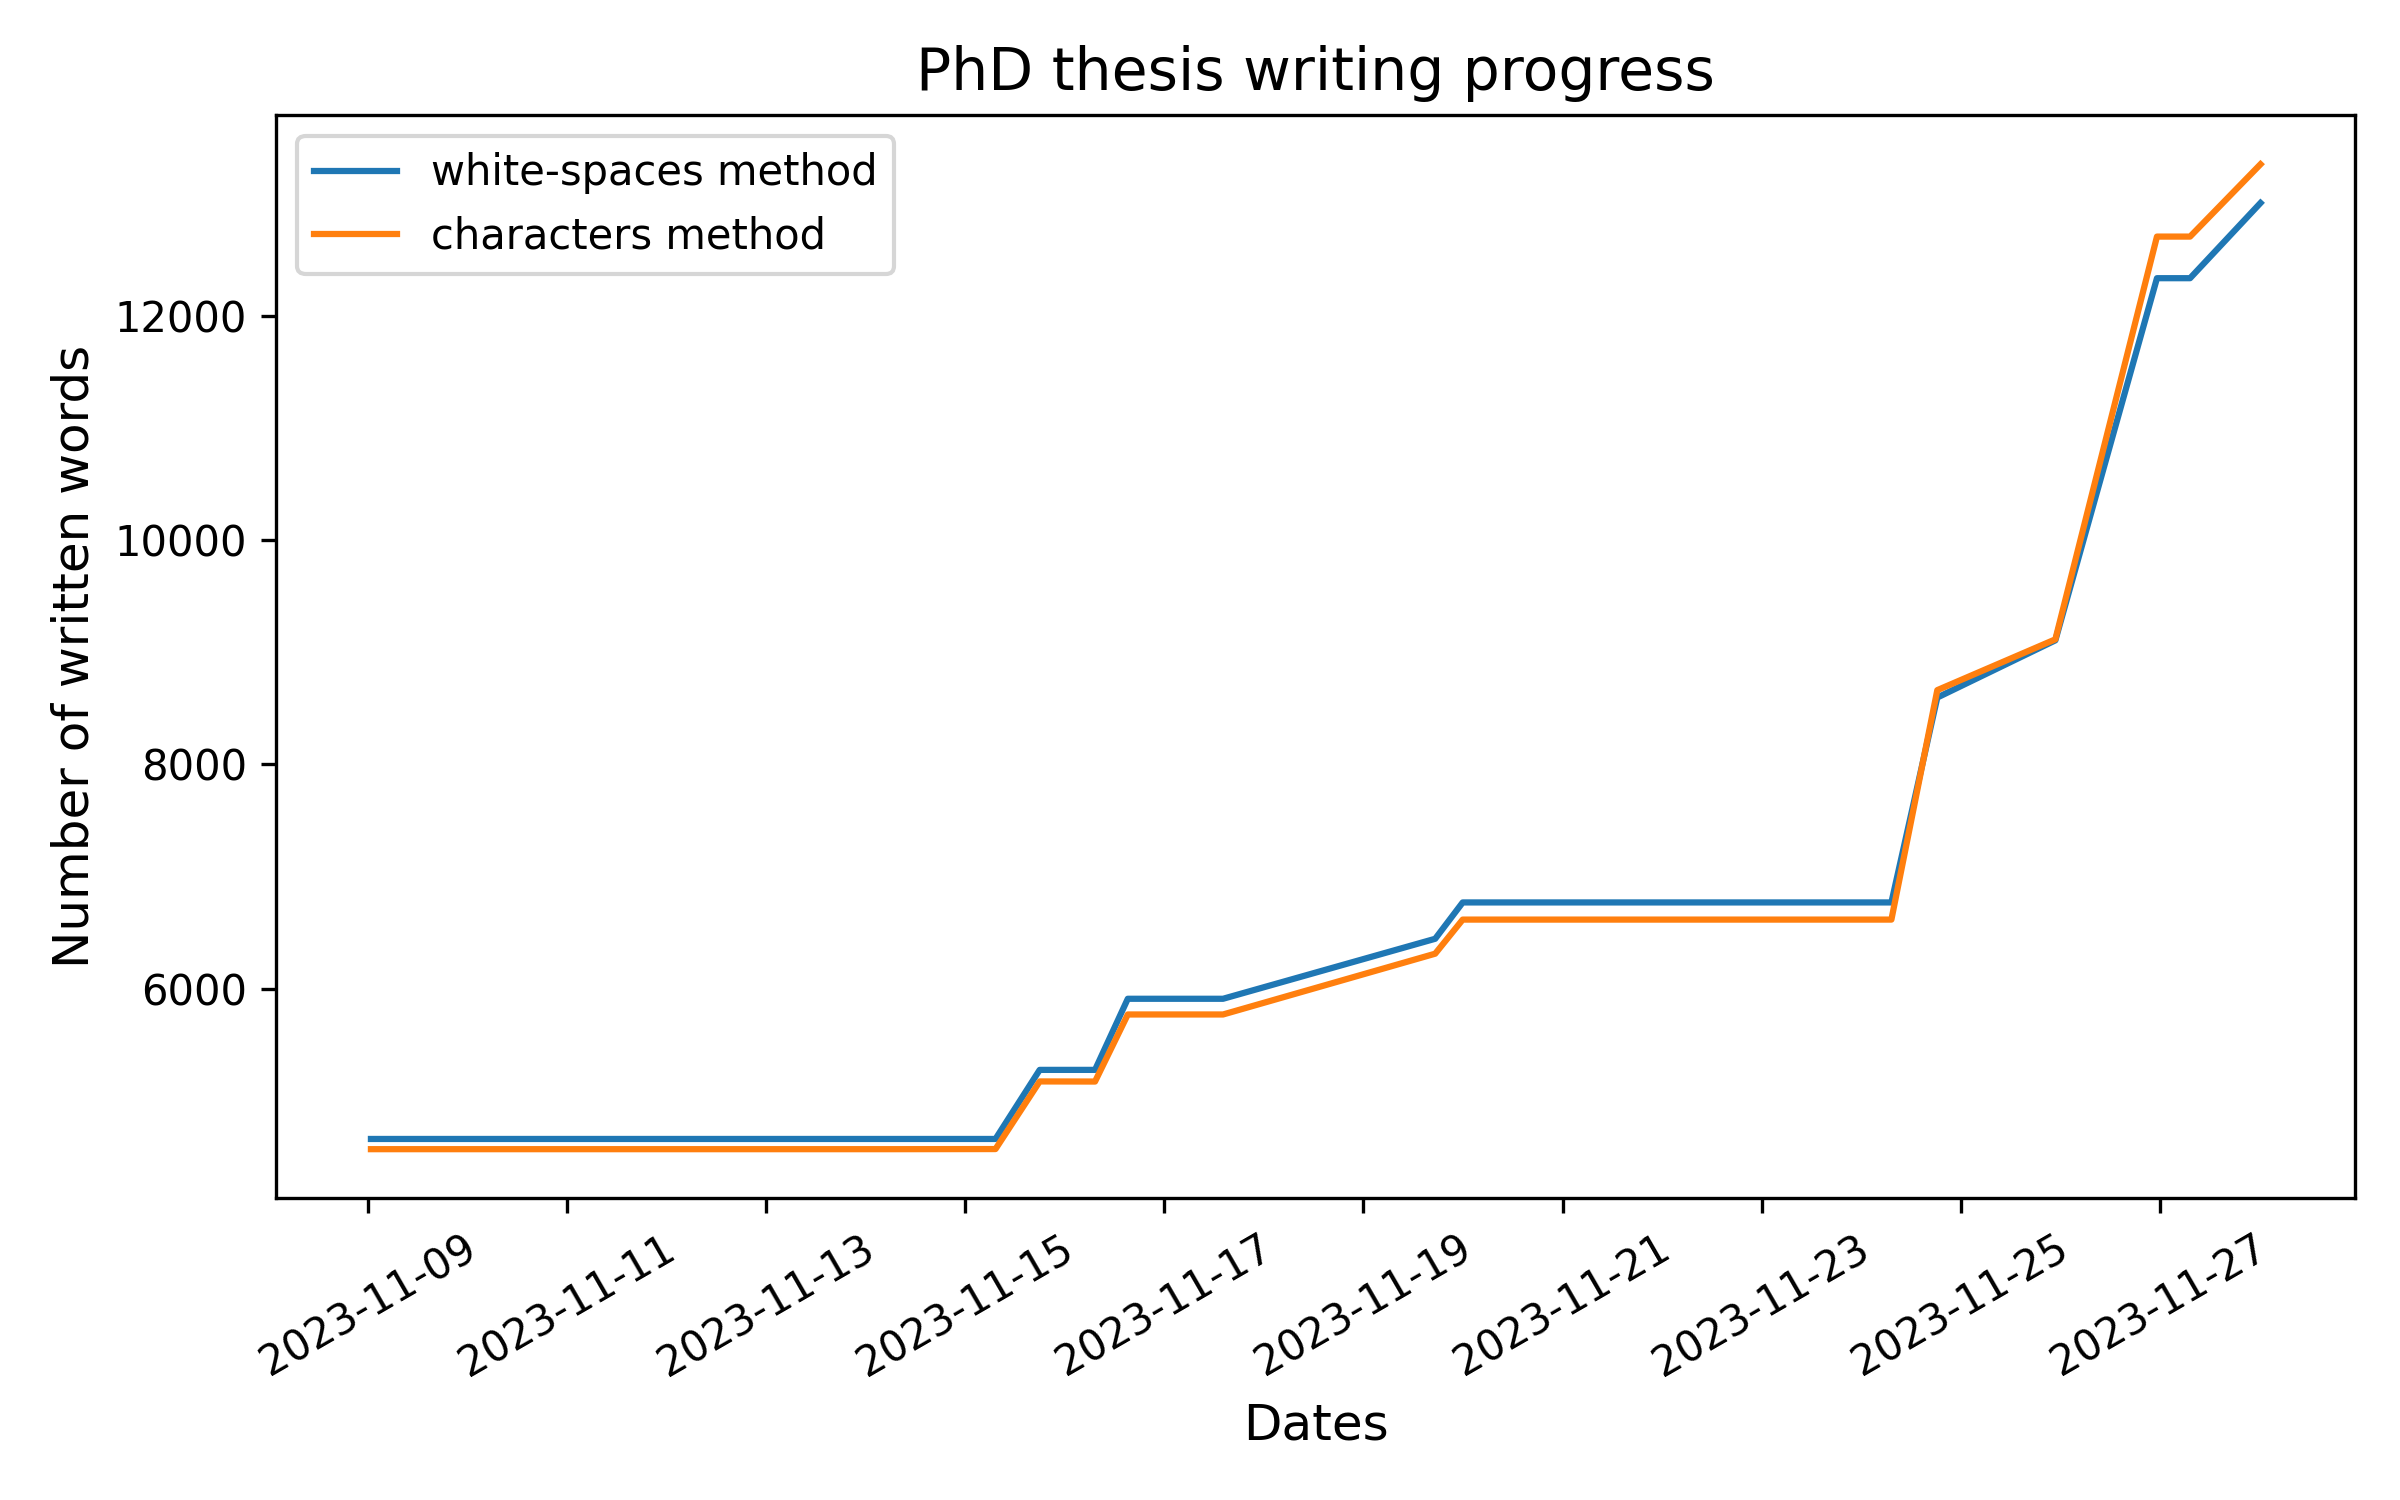 PhD thesis writing progress
white-spaces method
characters method
Number of written words
12000
10000
8000
6000
2023-11-09
2023-11-11
2023-11-13
2023-11-15
2023-11-17
2023-11-19
2023-11-21
2023-11-23
2023-11-25
2023-11-27
Dates